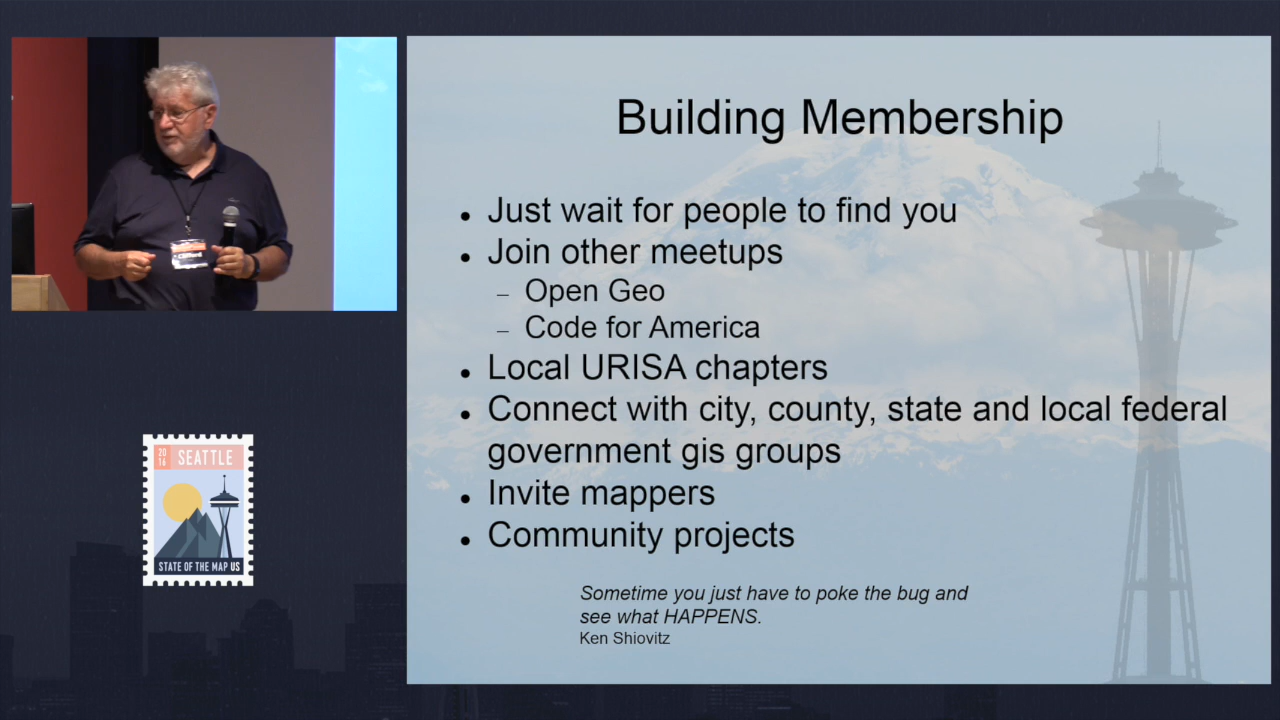 Building Membership
Just wait for people to find you
Join other meetups
– Open Geo
– Code for America
Local URISA chapters
Connect with city, county, state and local federal
government gis groups
Invite mappers
Community projects
Sometime you just have to poke the bug and
see what HAPPENS.
Ken Shiovitz
Clifford
20
16
SEATTLE
STATE OF THE MAP US